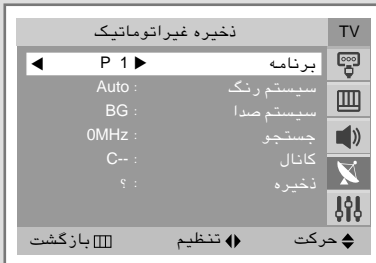 ذخیره غیراتوماتیک TV
برنامه ◀ P 1 ▶
سیستم رنگ : Auto
سیستم صدا : BG
جستجو : 0MHz
کانال : C--
ذخیره : ؟
حرکت تنظیم بازگشت